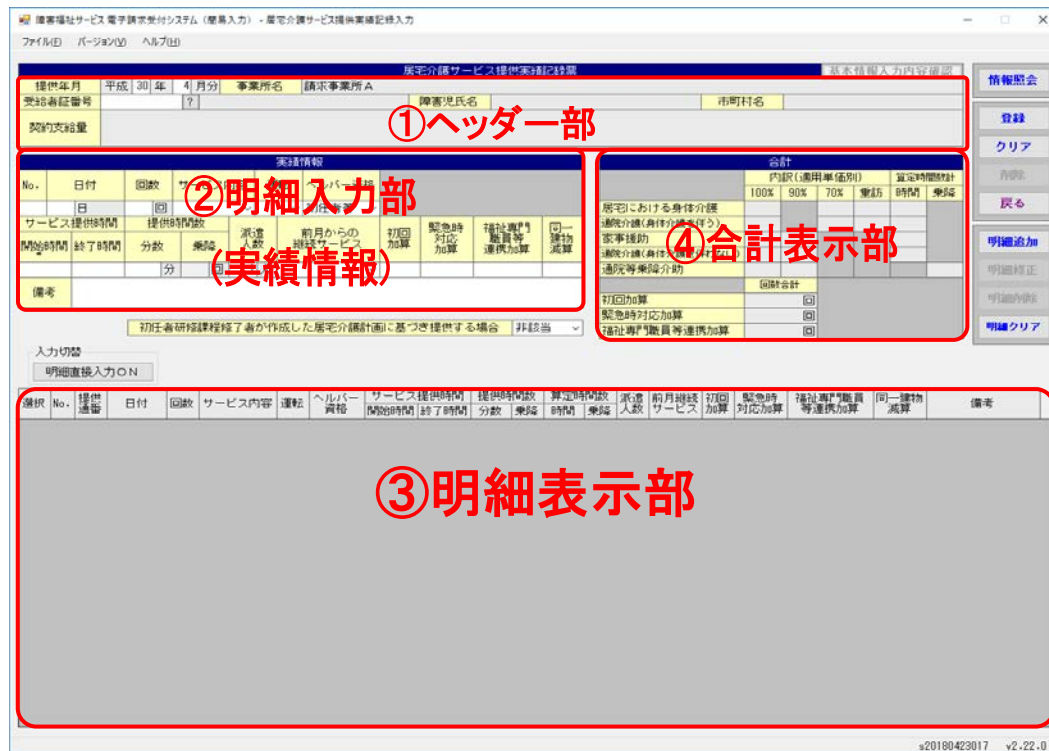 障害福祉サービス 電子請求受付システム (簡易入力) - 居宅介護サービス提供実績記録入力
ファイル(F) バージョン(V) ヘルプ(H)
居宅介護サービス提供実績記録票
基本情報入力内容確認
提供年月 平成 30 年 4 月分 事業所名 請求事業所A
受給者証番号 ? 障害児氏名 市町村名
契約支給量
①ヘッダー部
情報照会
登録
クリア
削除
戻る
明細追加
明細修正
明細削除
明細クリア
実績情報
No. 日付 回数
日 回
サービス提供時間 提供時間数 派遣人数 前月からの継続サービス 初回加算 緊急時対応加算 福祉専門職員等連携加算 同一建物減算
開始時間 終了時間 分数 乗降
分 回
備考
②明細入力部
(実績情報)
合計
内訳(適用単価別) 算定時間数計
100% 90% 70% 重訪 時間 乗降
居宅における身体介護
通院介護(身体介護を伴う)
家事援助
通院介護(身体介護を伴わない)
通院等乗降介助
回数合計
初回加算 回
緊急時対応加算 回
福祉専門職員等連携加算 回
④合計表示部
初任者研修課程修了者が作成した居宅介護計画に基づき提供する場合 非該当
入力切替
明細直接入力ON
選択 No. 提供通番 日付 回数 サービス内容 運転 ヘルパー資格 サービス提供時間 提供時間数 算定時間数 派遣人数 前月継続サービス 初回加算 緊急時対応加算 福祉専門職員等連携加算 同一建物減算 備考
開始時間 終了時間 分数 乗降 時間 乗降
③明細表示部
s20180423017 v2.22.0